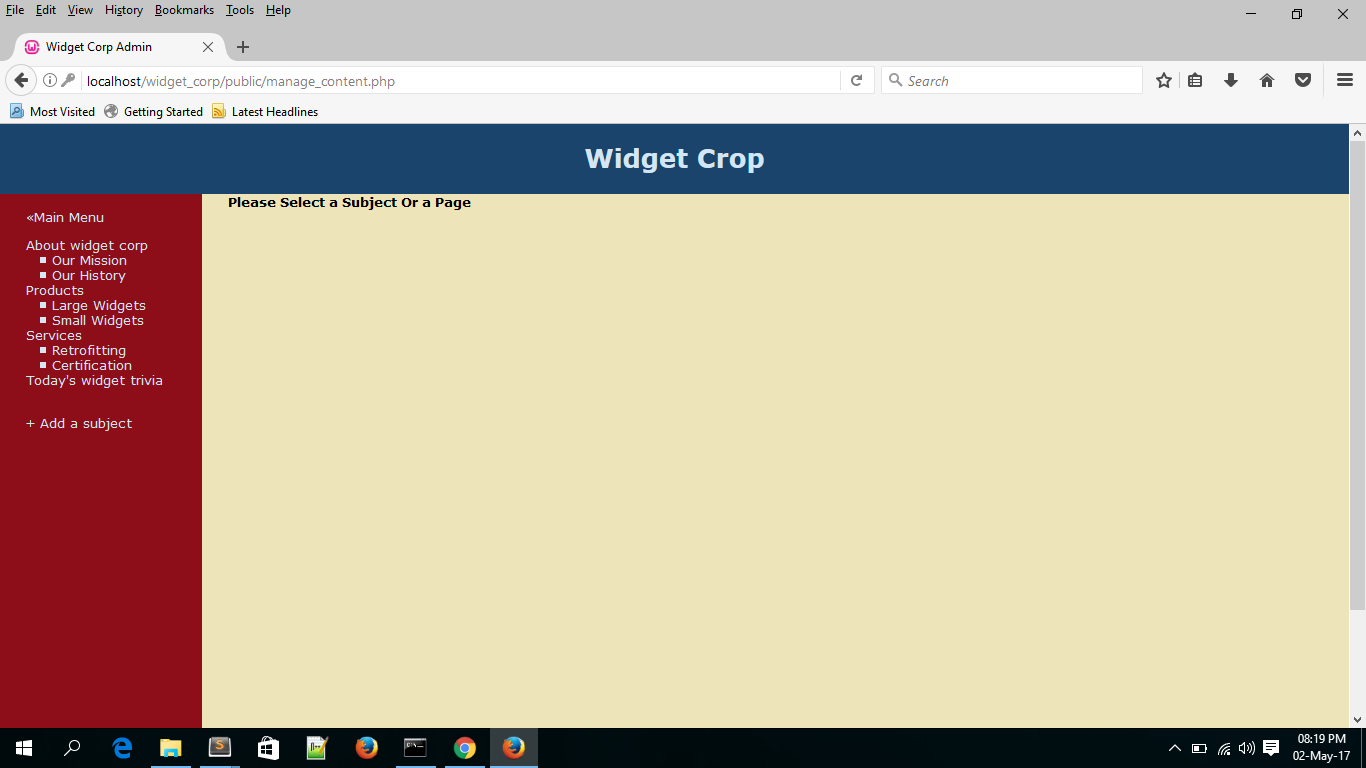 File Edit View History Bookmarks Tools Help
Widget Corp Admin
localhost/widget_corp/public/manage_content.php
Search
Most Visited Getting Started Latest Headlines
Widget Crop
«Main Menu
About widget corp
Our Mission
Our History
Products
Large Widgets
Small Widgets
Services
Retrofitting
Certification
Today's widget trivia
+ Add a subject
Please Select a Subject Or a Page
08:19 PM
02-May-17